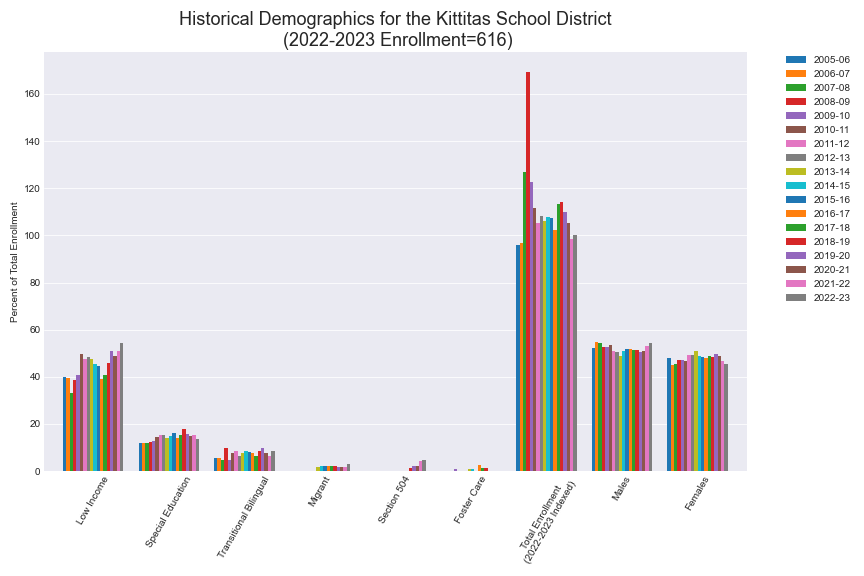 Historical Demographics for the Kittitas School District
(2022-2023 Enrollment=616)
Percent of Total Enrollment
160
140
120
100
80
60
40
20
0
Low Income
Special Education
Transitional Bilingual
Migrant
Section 504
Foster Care
Total Enrollment
(2022-2023 Indexed)
Males
Females
2005-06
2006-07
2007-08
2008-09
2009-10
2010-11
2011-12
2012-13
2013-14
2014-15
2015-16
2016-17
2017-18
2018-19
2019-20
2020-21
2021-22
2022-23